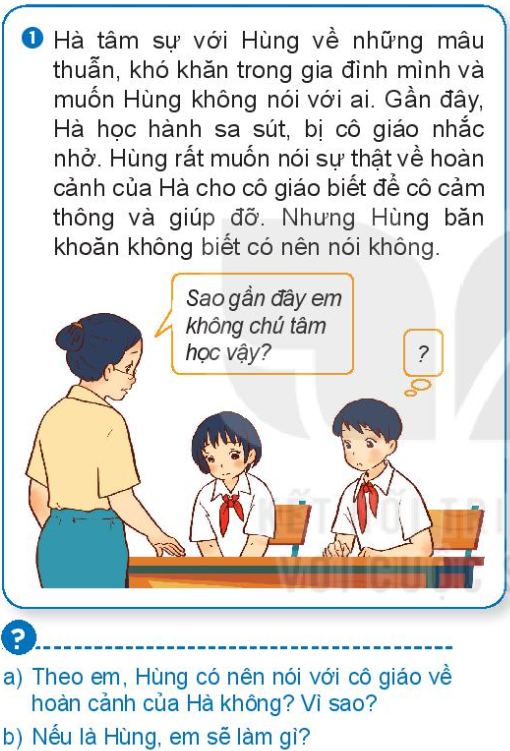 1 Hà tâm sự với Hùng về những mâu
thuẫn, khó khăn trong gia đình mình và
muốn Hùng không nói với ai. Gần đây,
Hà học hành sa sút, bị cô giáo nhắc
nhở. Hùng rất muốn nói sự thật về hoàn
cảnh của Hà cho cô giáo biết để cô cảm
thông và giúp đỡ. Nhưng Hùng băn
khoăn không biết có nên nói không.
Sao gần đây em
không chú tâm
học vậy?
?
KẾT NỐI TRI
VỚI CUỘC S
?
a) Theo em, Hùng có nên nói với cô giáo về
hoàn cảnh của Hà không? Vì sao?
b) Nếu là Hùng, em sẽ làm gì?